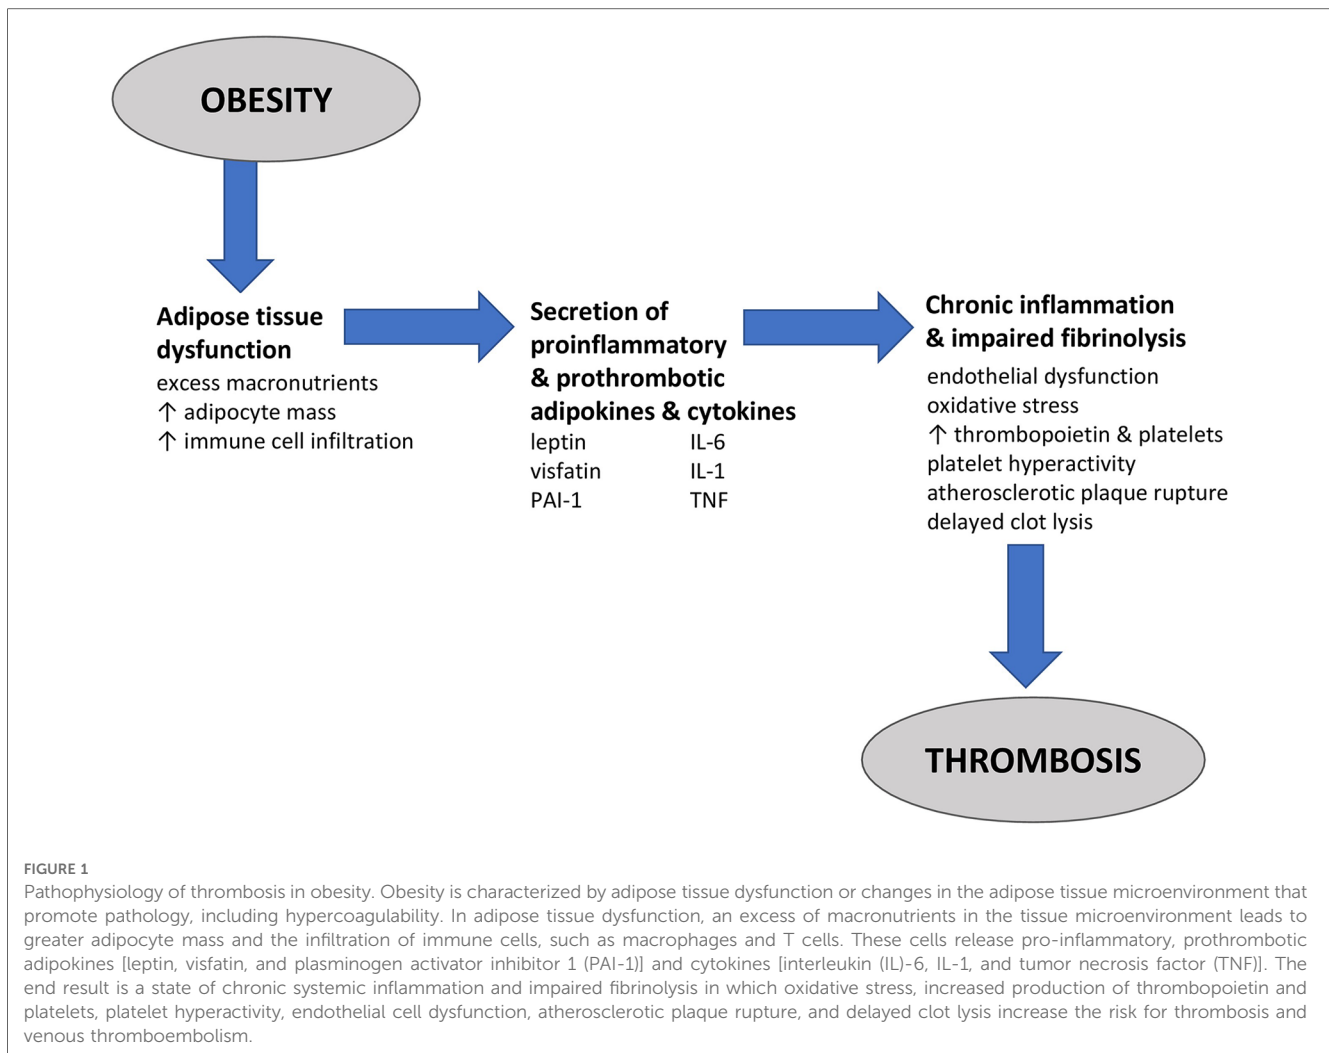 OBESITY
Adipose tissue
dysfunction
excess macronutrients
↑ adipocyte mass
↑ immune cell infiltration
Secretion of
proinflammatory
& prothrombotic
adipokines & cytokines
leptin IL-6
visfatin IL-1
PAI-1 TNF
Chronic inflammation
& impaired fibrinolysis
endothelial dysfunction
oxidative stress
↑ thrombopoietin & platelets
platelet hyperactivity
atherosclerotic plaque rupture
delayed clot lysis
THROMBOSIS
FIGURE 1
Pathophysiology of thrombosis in obesity. Obesity is characterized by adipose tissue dysfunction or changes in the adipose tissue microenvironment that
promote pathology, including hypercoagulability. In adipose tissue dysfunction, an excess of macronutrients in the tissue microenvironment leads to
greater adipocyte mass and the infiltration of immune cells, such as macrophages and T cells. These cells release pro-inflammatory, prothrombotic
adipokines [leptin, visfatin, and plasminogen activator inhibitor 1 (PAI-1)] and cytokines [interleukin (IL)-6, IL-1, and tumor necrosis factor (TNF)]. The
end result is a state of chronic systemic inflammation and impaired fibrinolysis in which oxidative stress, increased production of thrombopoietin and
platelets, platelet hyperactivity, endothelial cell dysfunction, atherosclerotic plaque rupture, and delayed clot lysis increase the risk for thrombosis and
venous thromboembolism.